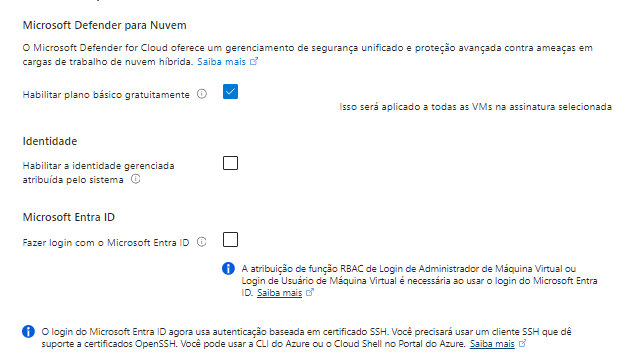 Microsoft Defender para Nuvem
O Microsoft Defender for Cloud oferece um gerenciamento de segurança unificado e proteção avançada contra ameaças em
cargas de trabalho de nuvem híbrida. Saiba mais
Habilitar plano básico gratuitamente
Isso será aplicado a todas as VMs na assinatura selecionada
Identidade
Habilitar a identidade gerenciada
atribuída pelo sistema
Microsoft Entra ID
Fazer login com o Microsoft Entra ID
A atribuição de função RBAC de Login de Administrador de Máquina Virtual ou
Login de Usuário de Máquina Virtual é necessária ao usar o login do Microsoft Entra
ID. Saiba mais
O login do Microsoft Entra ID agora usa autenticação baseada em certificado SSH. Você precisará usar um cliente SSH que dê
suporte a certificados OpenSSH. Você pode usar a CLI do Azure ou o Cloud Shell no Portal do Azure. Saiba mais